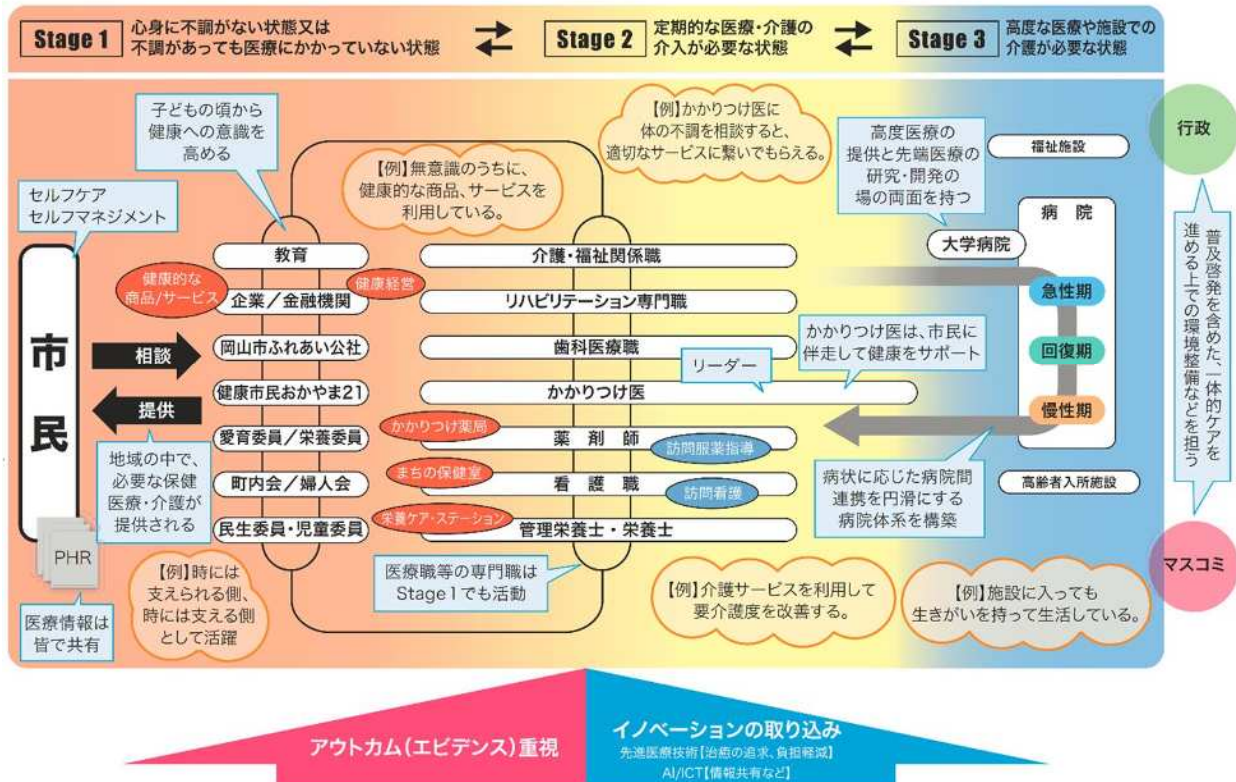 Stage 1
心身に不調がない状態又は
不調があっても医療にかかっていない状態
Stage 2
定期的な医療・介護の
介入が必要な状態
Stage 3
高度な医療や施設での
介護が必要な状態
子どもの頃から
健康への意識を
高める
【例】無意識のうちに、
健康的な商品、サービスを
利用している。
【例】かかりつけ医に
体の不調を相談すると、
適切なサービスに繋いでもらえる。
高度医療の
提供と先端医療の
研究・開発の
場の両面を持つ
福祉施設
行政
セルフケア
セルフマネジメント
市民
教育
健康的な
商品/サービス
健康経営
企業／金融機関
岡山市ふれあい公社
健康市民おかやま21
愛育委員／栄養委員
町内会／婦人会
民生委員・児童委員
相談
提供
介護・福祉関係職
リハビリテーション専門職
歯科医療職
リーダー
かかりつけ医
かかりつけ薬局
薬剤師
訪問服薬指導
まちの保健室
看護職
訪問看護
栄養ケア・ステーション
管理栄養士・栄養士
かかりつけ医は、市民に
伴走して健康をサポート
大学病院
病院
急性期
回復期
慢性期
普及啓発を含めた、一体的ケアを
進める上での環境整備などを担う
地域の中で、
必要な保健
医療・介護が
提供される
病状に応じた病院間
連携を円滑にする
病院体系を構築
高齢者入所施設
マスコミ
PHR
医療情報は
皆で共有
【例】時には
支えられる側、
時には支える側
として活躍
医療職等の専門職は
Stage1でも活動
【例】介護サービスを利用して
要介護度を改善する。
【例】施設に入っても
生きがいを持って生活している。
アウトカム（エビデンス）重視
イノベーションの取り込み
先進医療技術【治癒の追求、負担軽減】
AI/ICT【情報共有など】